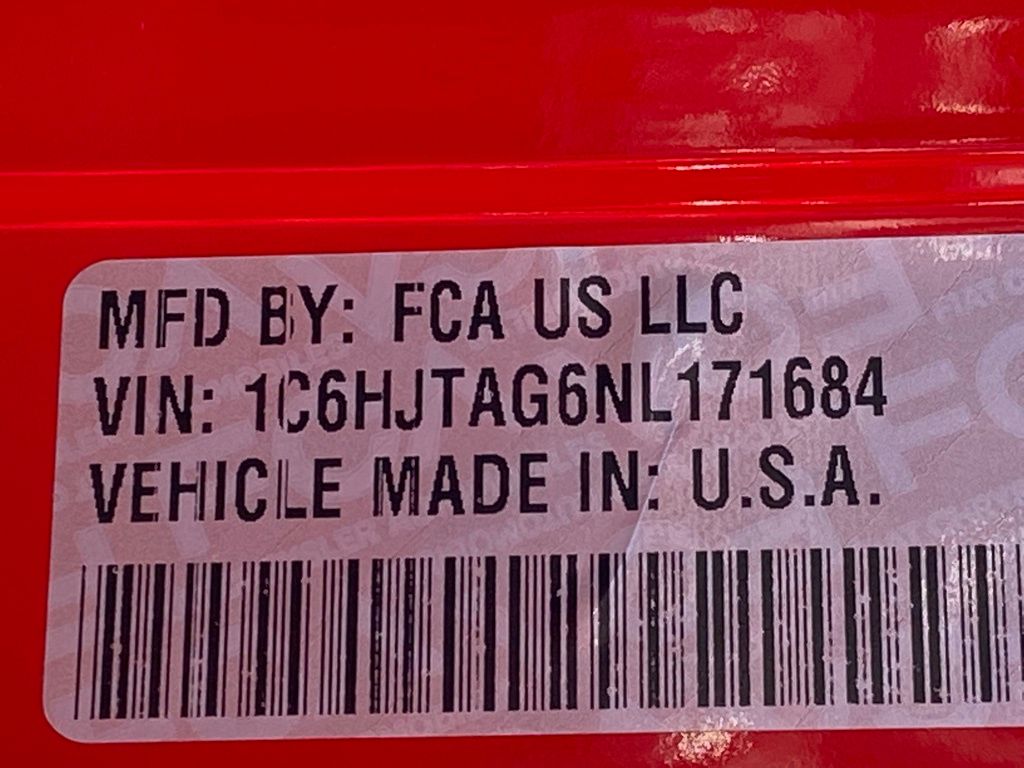 MFD BY: FCA US LLC
VIN: 1C6HJTAG6NL171684
VEHICLE MADE IN: U.S.A.